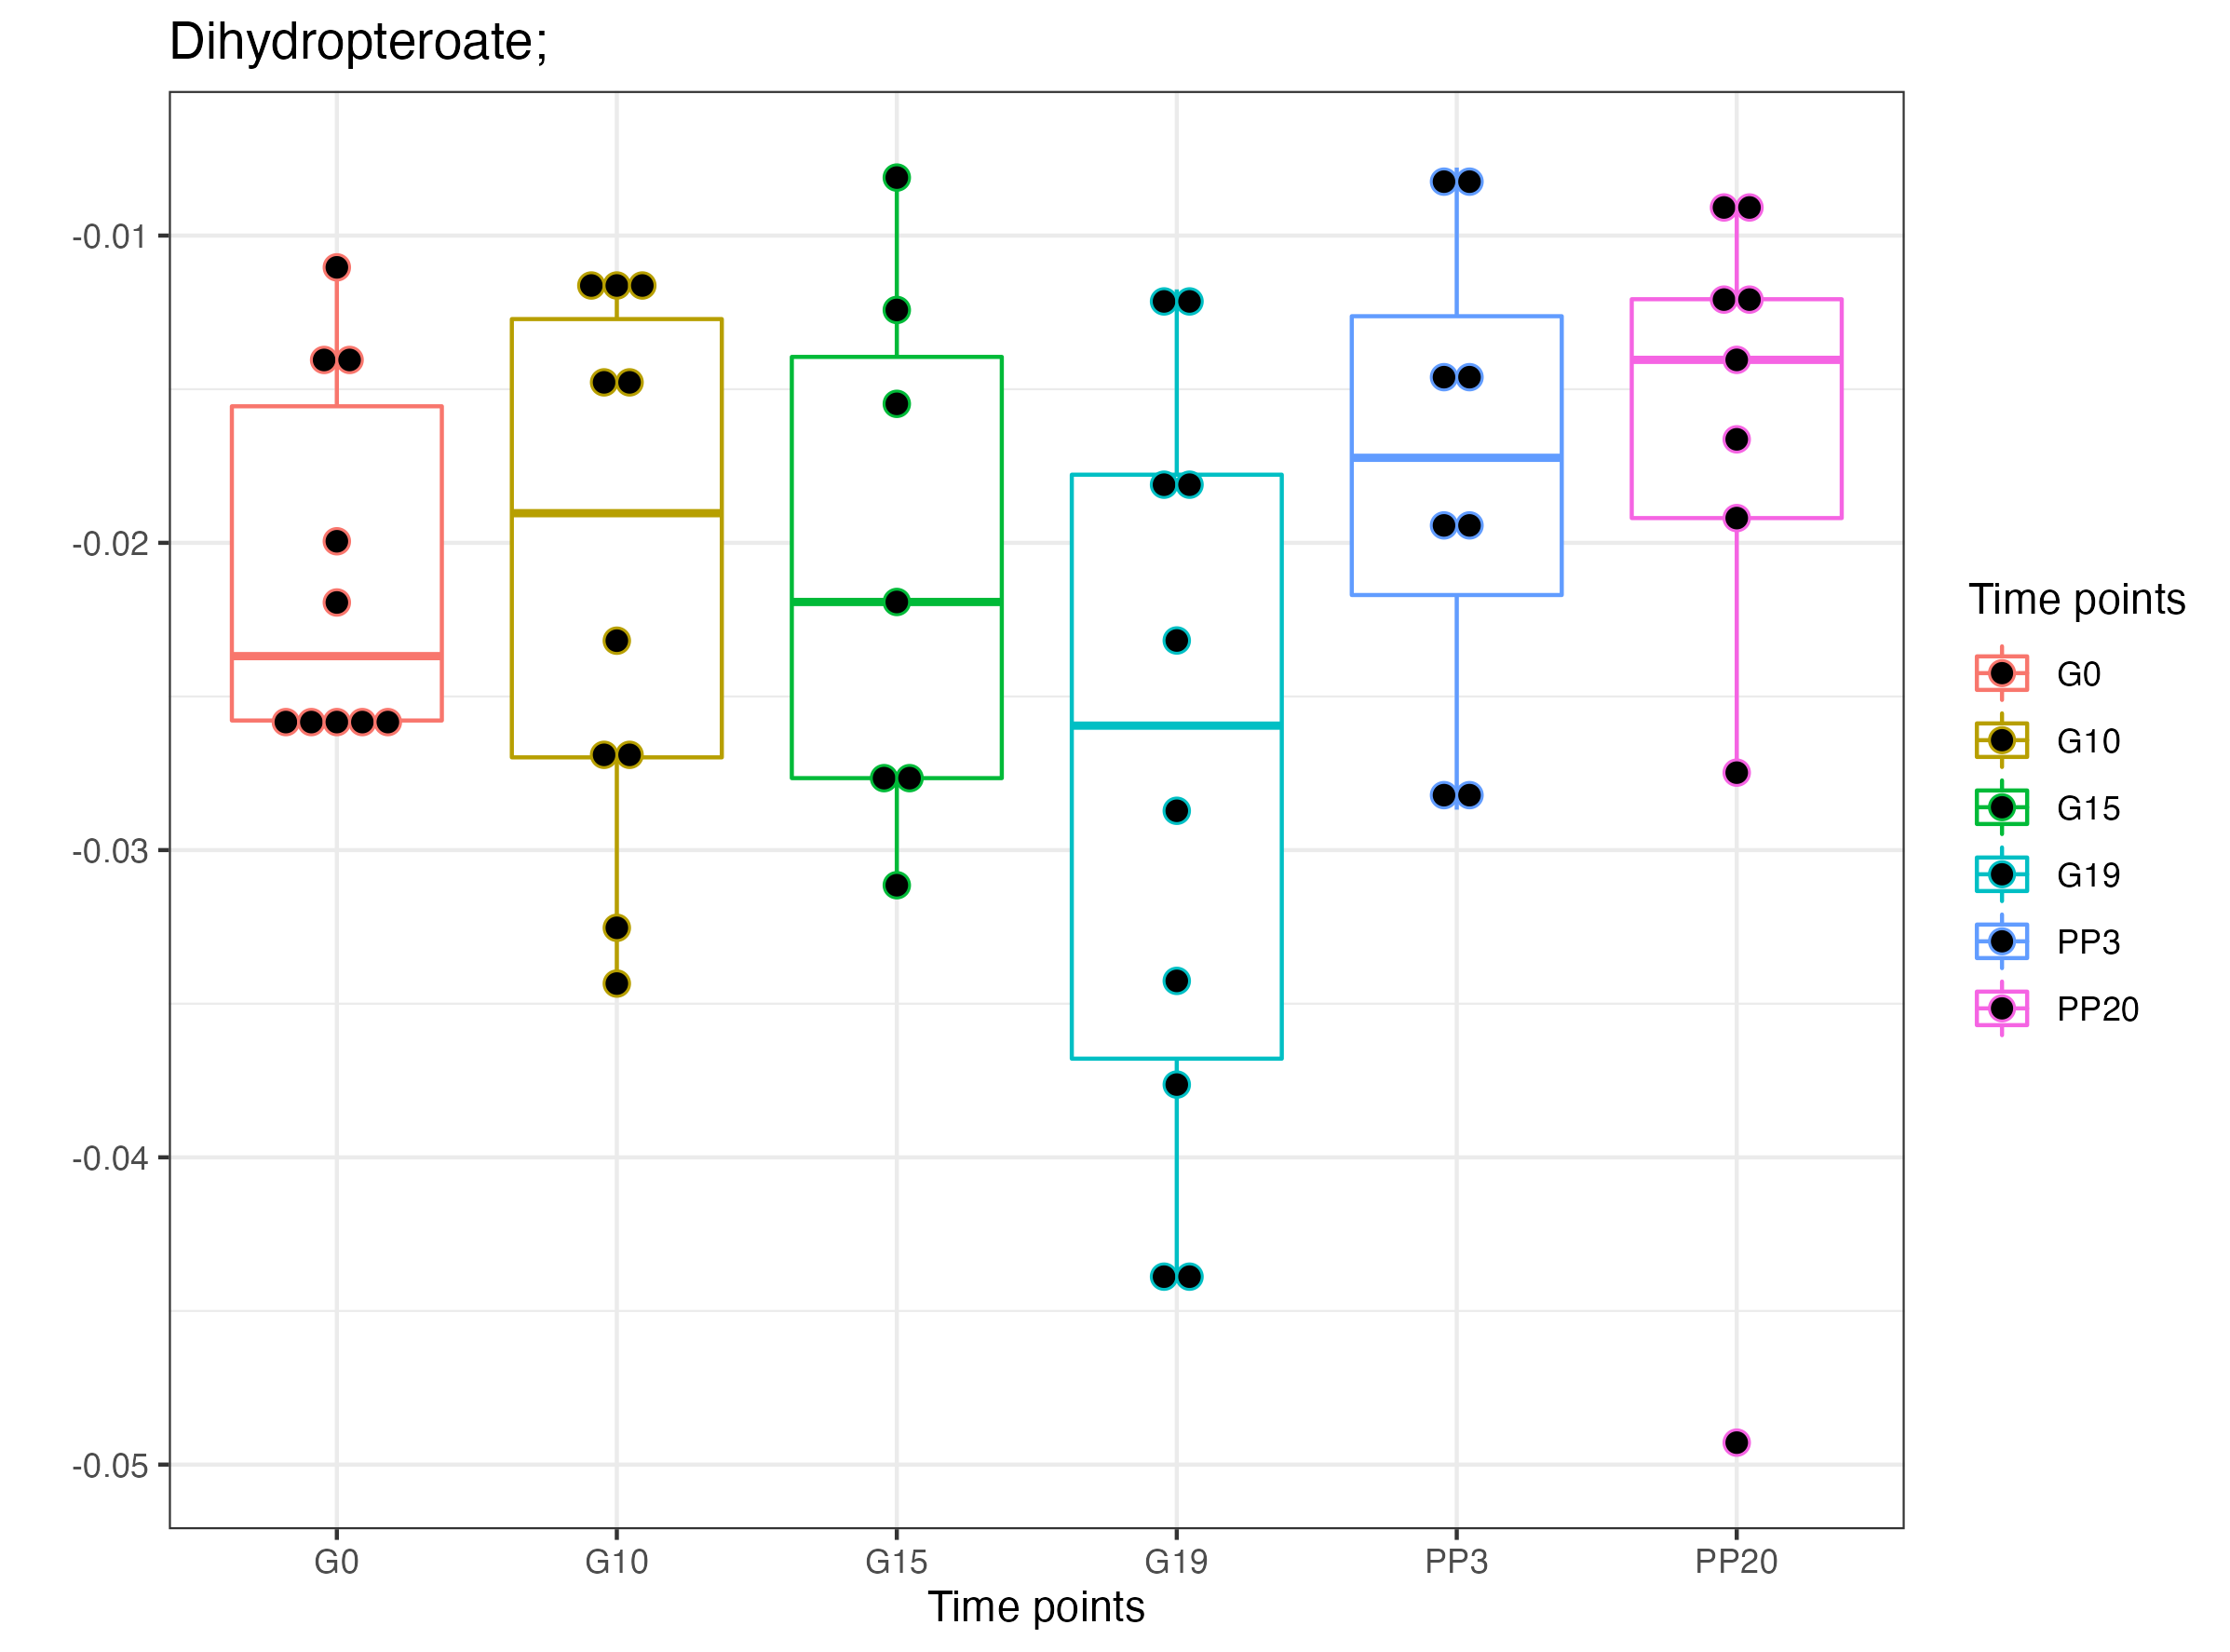 Dihydropteroate;
-0.01
-0.02
-0.03
-0.04
-0.05
G0
G10
G15
G19
PP3
PP20
Time points
Time points
G0
G10
G15
G19
PP3
PP20